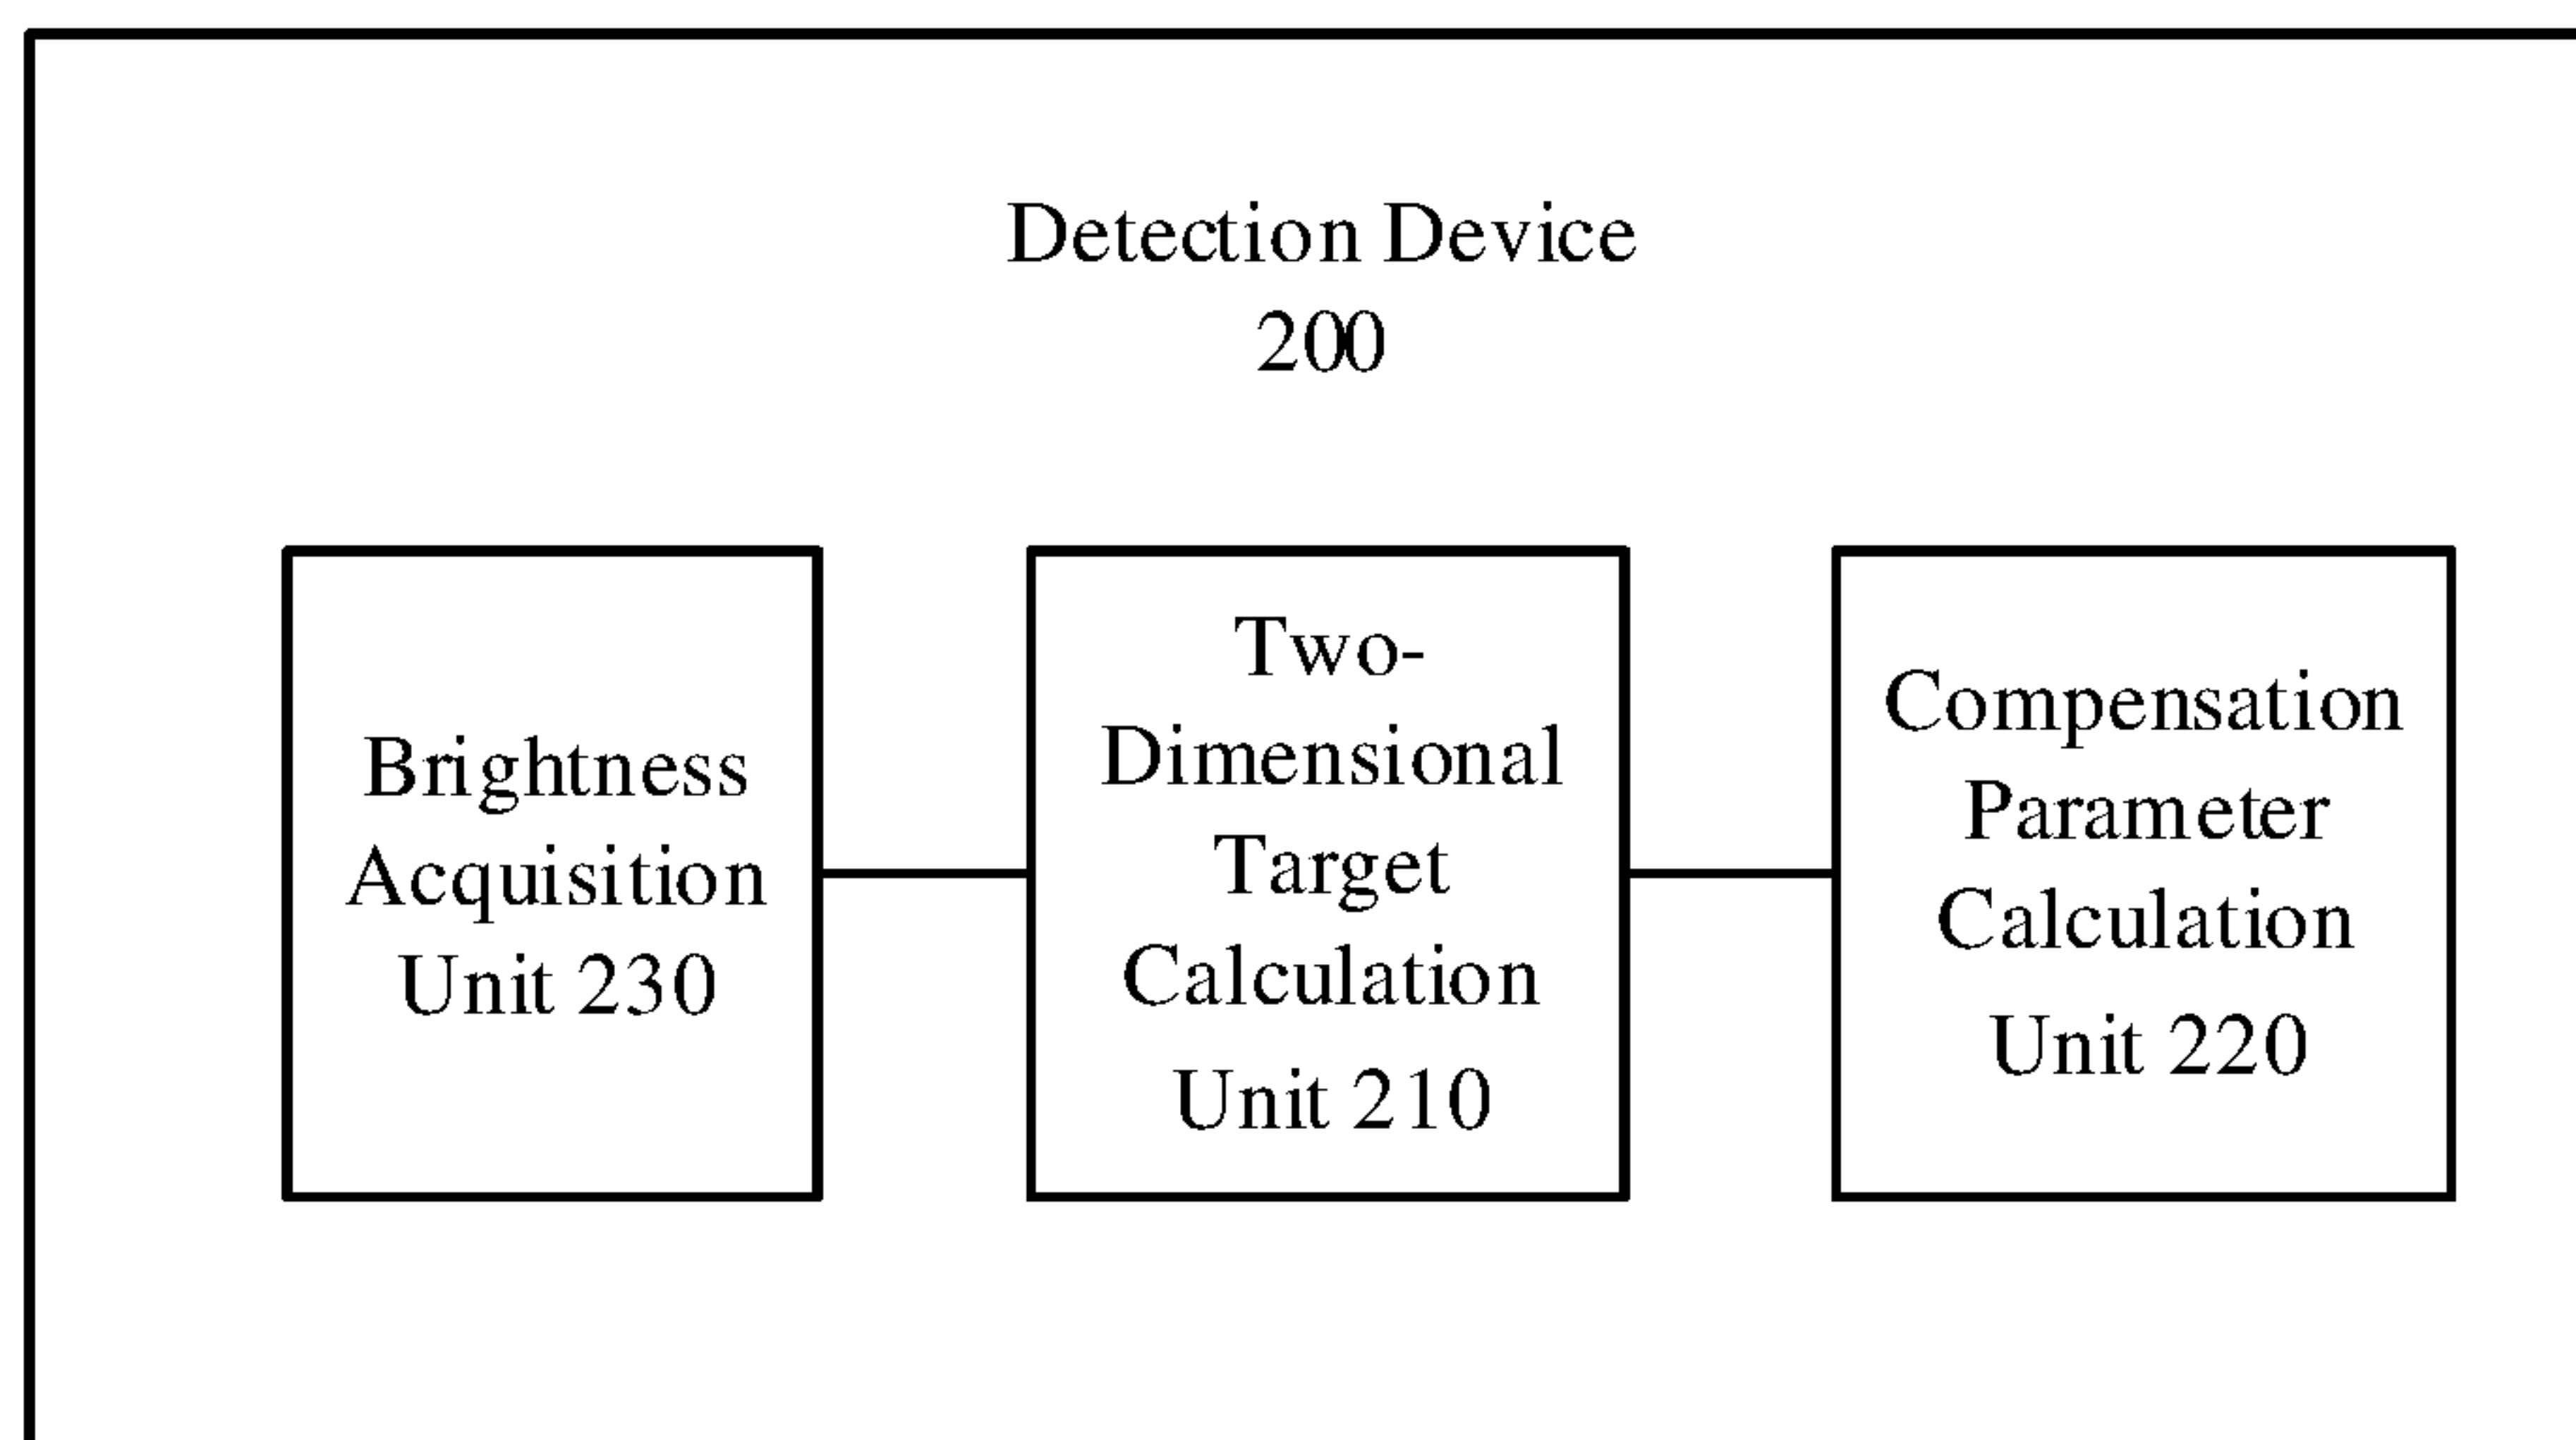 Detection Device
200
Brightness
Acquisition
Unit 230
Two-
Dimensional
Target
Calculation
Unit 210
Compensation
Parameter
Calculation
Unit 220